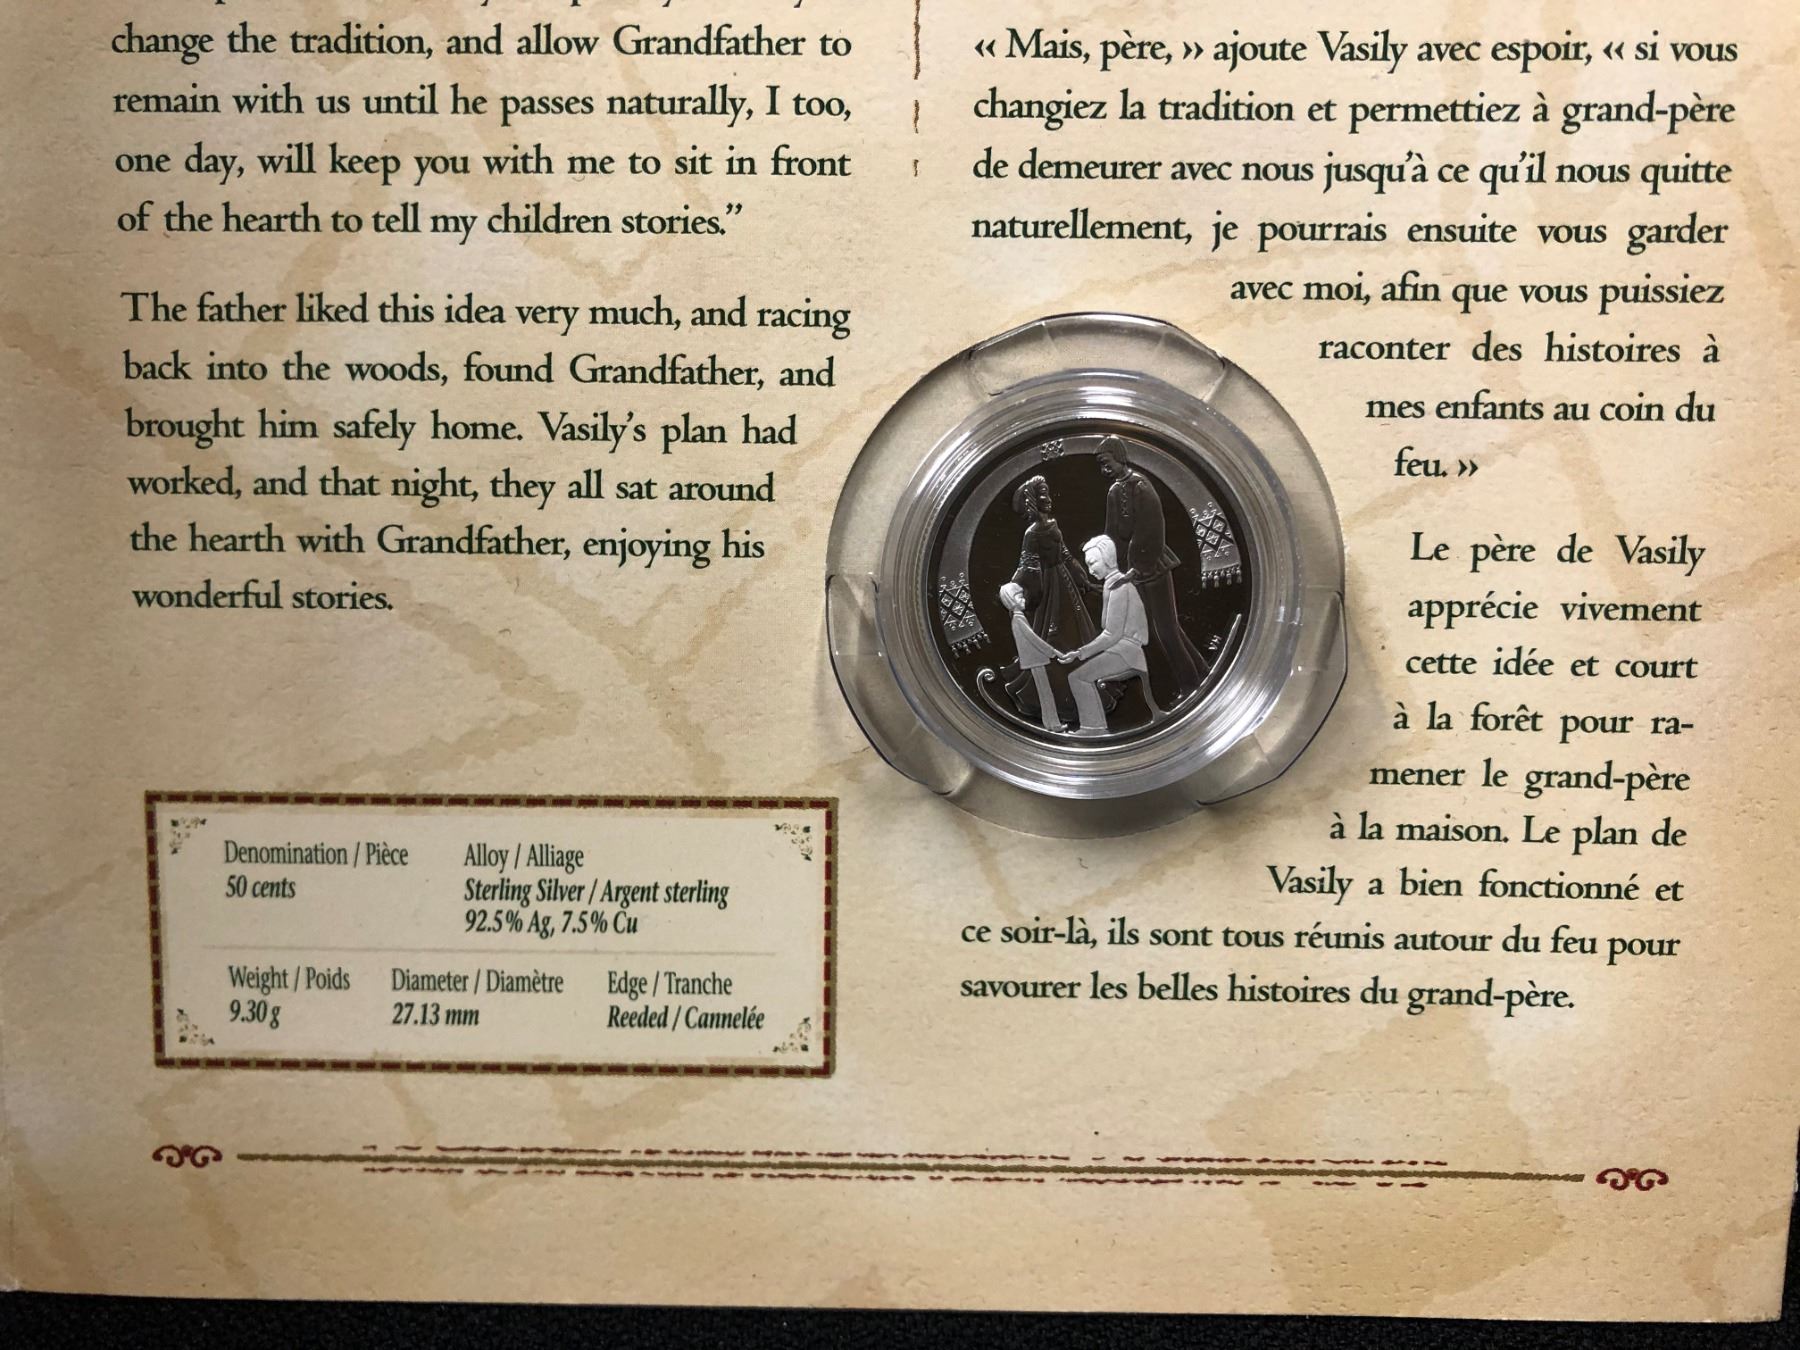 change the tradition, and allow Grandfather to
remain with us until he passes naturally, I too,
one day, will keep you with me to sit in front
of the hearth to tell my children stories.”
The father liked this idea very much, and racing
back into the woods, found Grandfather, and
brought him safely home. Vasily’s plan had
worked, and that night, they all sat around
the hearth with Grandfather, enjoying his
wonderful stories.
Denomination / Pièce
50 cents
Alloy / Alliage
Sterling Silver / Argent sterling
92.5% Ag, 7.5% Cu
Weight / Poids
9.30 g
Diameter / Diamètre
27.13 mm
Edge / Tranche
Reeded / Cannelée
‹‹ Mais, père, ›› ajoute Vasily avec espoir, ‹‹ si vous
changiez la tradition et permettiez à grand-père
de demeurer avec nous jusqu’à ce qu’il nous quitte
naturellement, je pourrais ensuite vous garder
avec moi, afin que vous puissiez
raconter des histoires à
mes enfants au coin du
feu. ››
Le père de Vasily
apprécie vivement
cette idée et court
à la forêt pour ra-
mener le grand-père
à la maison. Le plan de
Vasily a bien fonctionné et
ce soir-là, ils sont tous réunis autour du feu pour
savourer les belles histoires du grand-père.